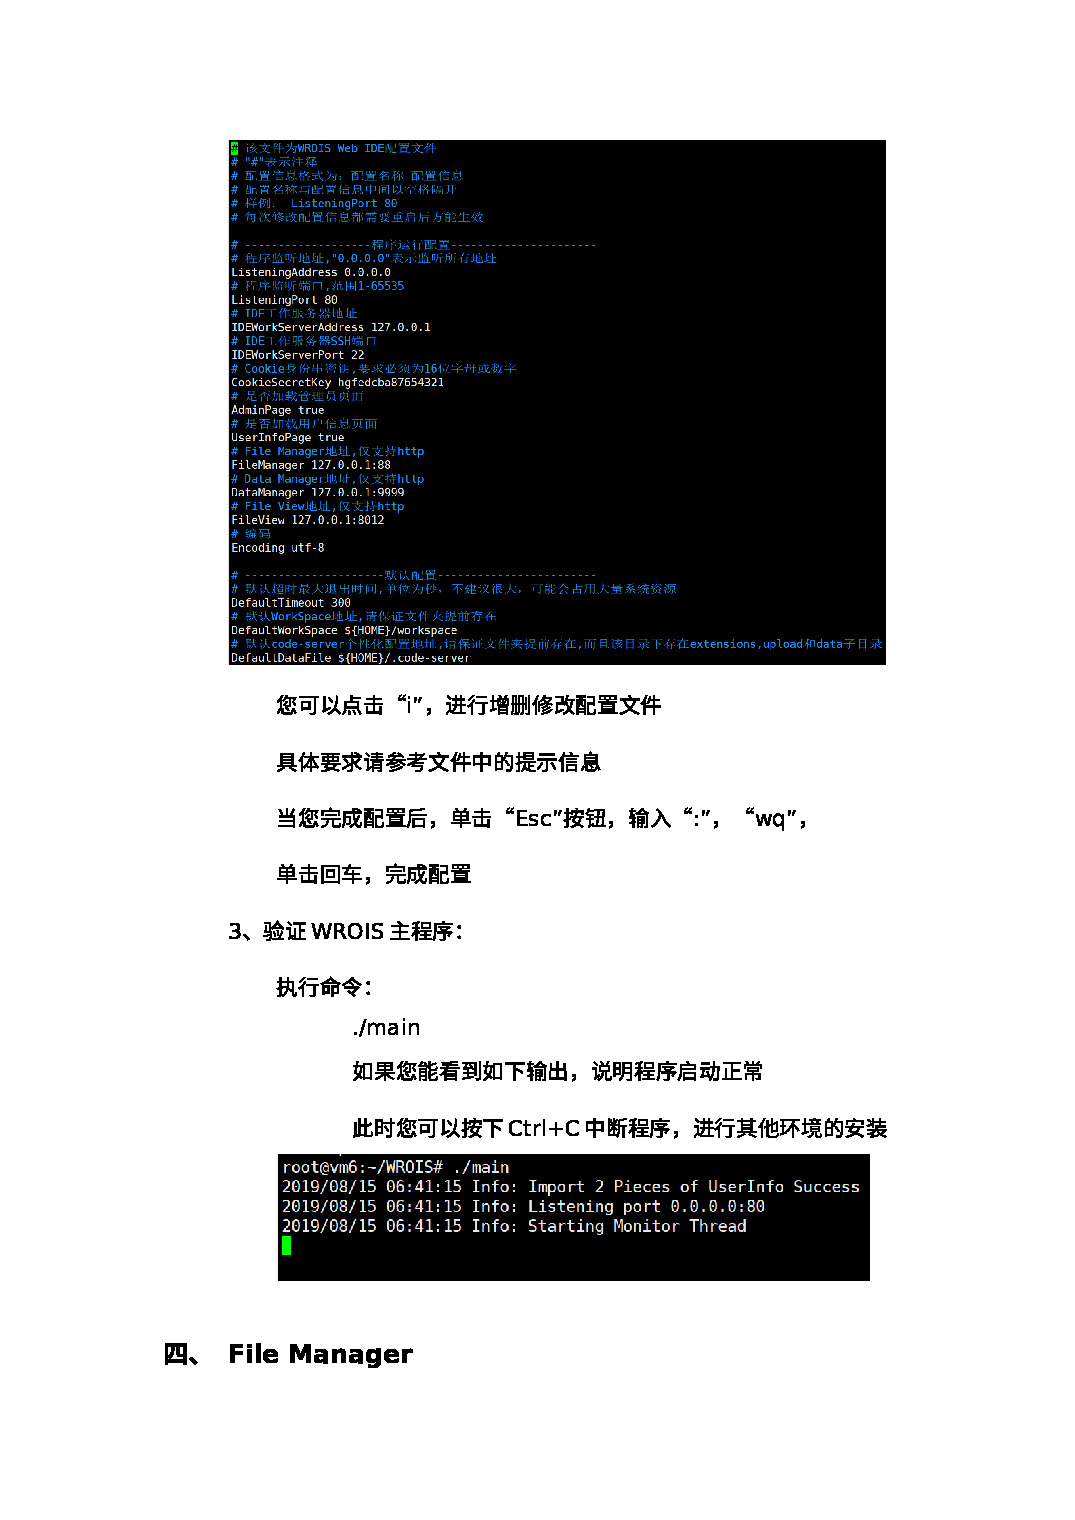 # 该文件为WROIS Web IDE配置文件
# "#"表示注释
# 配置信息格式为：配置名称 配置信息
# 配置名称与配置信息中间以空格隔开
# 样例： ListeningPort 80
# 每次修改配置信息都需要重启后方能生效
# -------------------程序运行配置----------------------
# 程序监听地址,"0.0.0.0"表示监听所有地址
ListeningAddress 0.0.0.0
# 程序监听端口,范围1-65535
ListeningPort 80
# IDE工作服务器地址
IDEWorkServerAddress 127.0.0.1
# IDE工作服务器SSH端口
IDEWorkServerPort 22
# Cookie身份串密钥,要求必须为16位字母或数字
CookieSecretKey hgfedcba87654321
# 是否加载管理员页面
AdminPage true
# 是否加载用户信息页面
UserInfoPage true
# File Manager地址,仅支持http
FileManager 127.0.0.1:88
# Data Manager地址,仅支持http
DataManager 127.0.0.1:9999
# File View地址,仅支持http
FileView 127.0.0.1:8012
# 编码
Encoding utf-8
# ---------------------默认配置------------------------
# 默认超时最大退出时间,单位为秒，不建议很大，可能会占用大量系统资源
DefaultTimeout 300
# 默认WorkSpace地址,请保证文件夹提前存在
DefaultWorkSpace ${HOME}/workspace
# 默认code-server个性化配置地址,请保证文件夹提前存在,而且该目录下存在extensions,upload和data子目录
DefaultDataFile ${HOME}/.code-server
您可以点击“i”，进行增删修改配置文件
具体要求请参考文件中的提示信息
当您完成配置后，单击“Esc”按钮，输入“:”，“wq”，
单击回车，完成配置
3、验证 WROIS 主程序：
执行命令：
./main
如果您能看到如下输出，说明程序启动正常
此时您可以按下 Ctrl+C 中断程序，进行其他环境的安装
root@vm6:~/WROIS# ./main
2019/08/15 06:41:15 Info: Import 2 Pieces of UserInfo Success
2019/08/15 06:41:15 Info: Listening port 0.0.0.0:80
2019/08/15 06:41:15 Info: Starting Monitor Thread
四、 File Manager